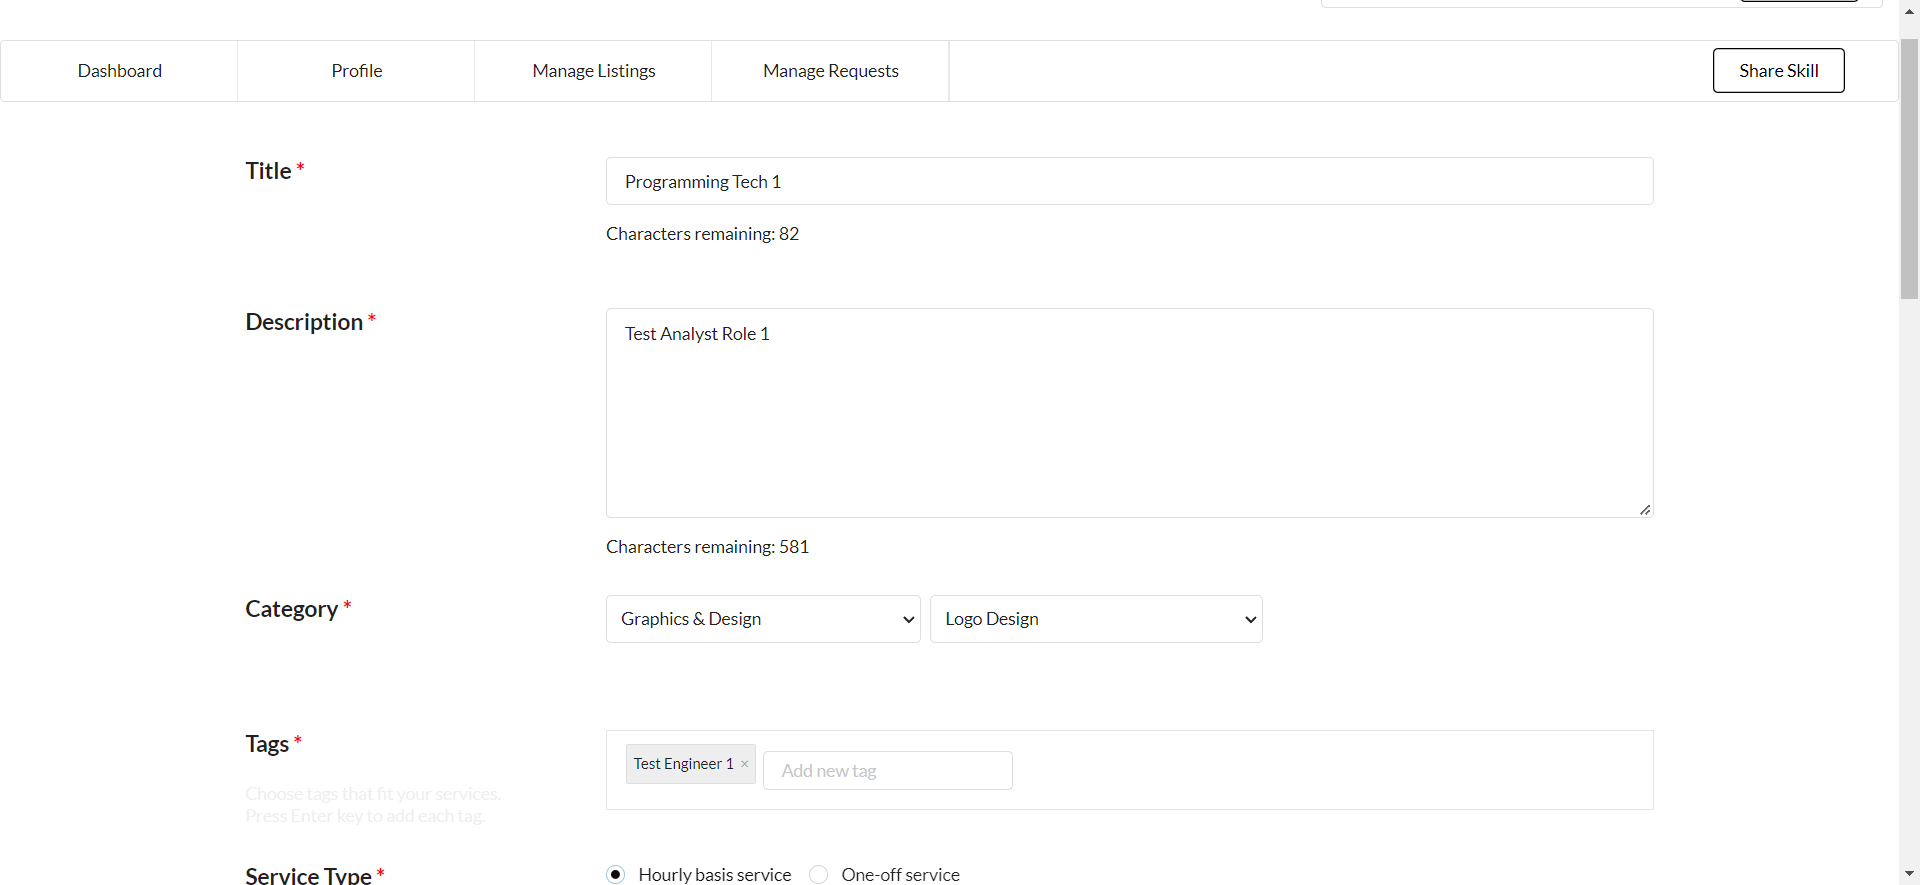 Dashboard Profile Manage Listings Manage Requests Share Skill
Title *
Programming Tech 1
Characters remaining: 82
Description *
Test Analyst Role 1
Characters remaining: 581
Category *
Graphics & Design Logo Design
Tags *
Test Engineer 1 × Add new tag
Choose tags that fit your services.
Press Enter key to add each tag.
Service Type *
Hourly basis service One-off service